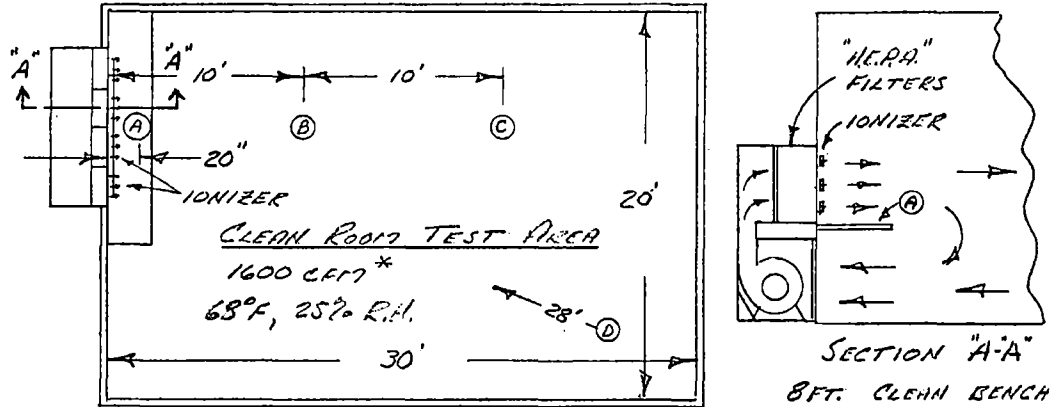 "A"
"A"
10'
10'
A
B
C
20"
IONIZER
20'
CLEAN ROOM TEST AREA
1600 CFM *
68°F, 25% R.H.
28'
D
30'
"H.E.P.A."
FILTERS
IONIZER
A
SECTION "A-A"
8FT. CLEAN BENCH